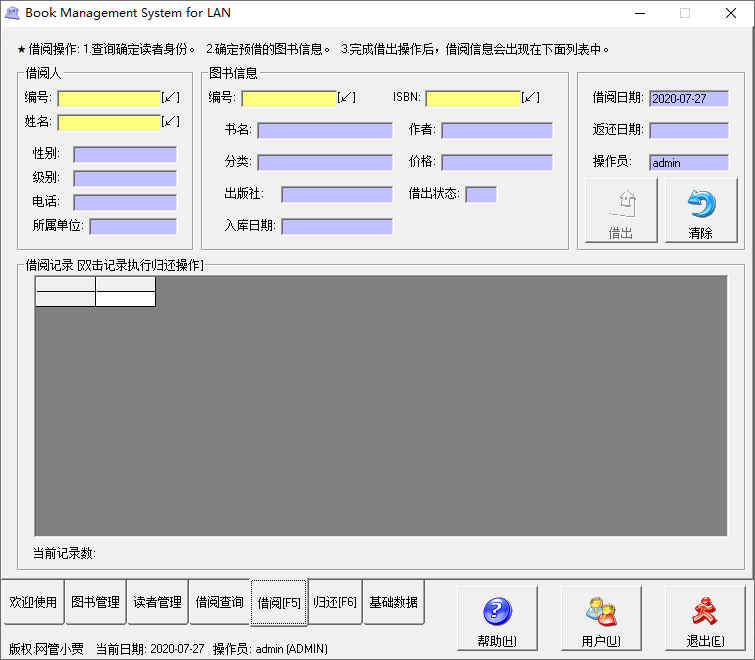 Book Management System for LAN
★借阅操作: 1.查询确定读者身份。 2.确定预借的图书信息。 3.完成借出操作后，借阅信息会出现在下面列表中。
借阅人
编号: [↙]
姓名: [↙]
性别:
级别:
电话:
所属单位:
图书信息
编号: [↙] ISBN: [↙]
书名: 作者:
分类: 价格:
出版社: 借出状态:
入库日期:
借阅日期: 2020-07-27
返还日期:
操作员: admin
借出 清除
借阅记录 [双击记录执行归还操作]
当前记录数:
欢迎使用 图书管理 读者管理 借阅查询 借阅[F5] 归还[F6] 基础数据
帮助(H) 用户(U) 退出(E)
版权:网管小贾 当前日期: 2020-07-27 操作员: admin (ADMIN)